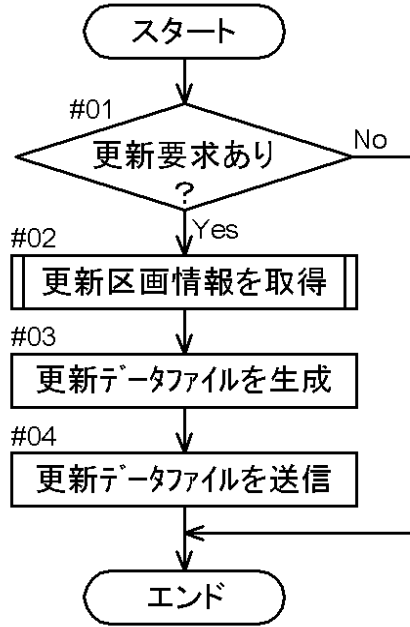 スタート
#01
更新要求あり
?
No
Yes
#02
更新区画情報を取得
#03
更新データファイルを生成
#04
更新データファイルを送信
エンド